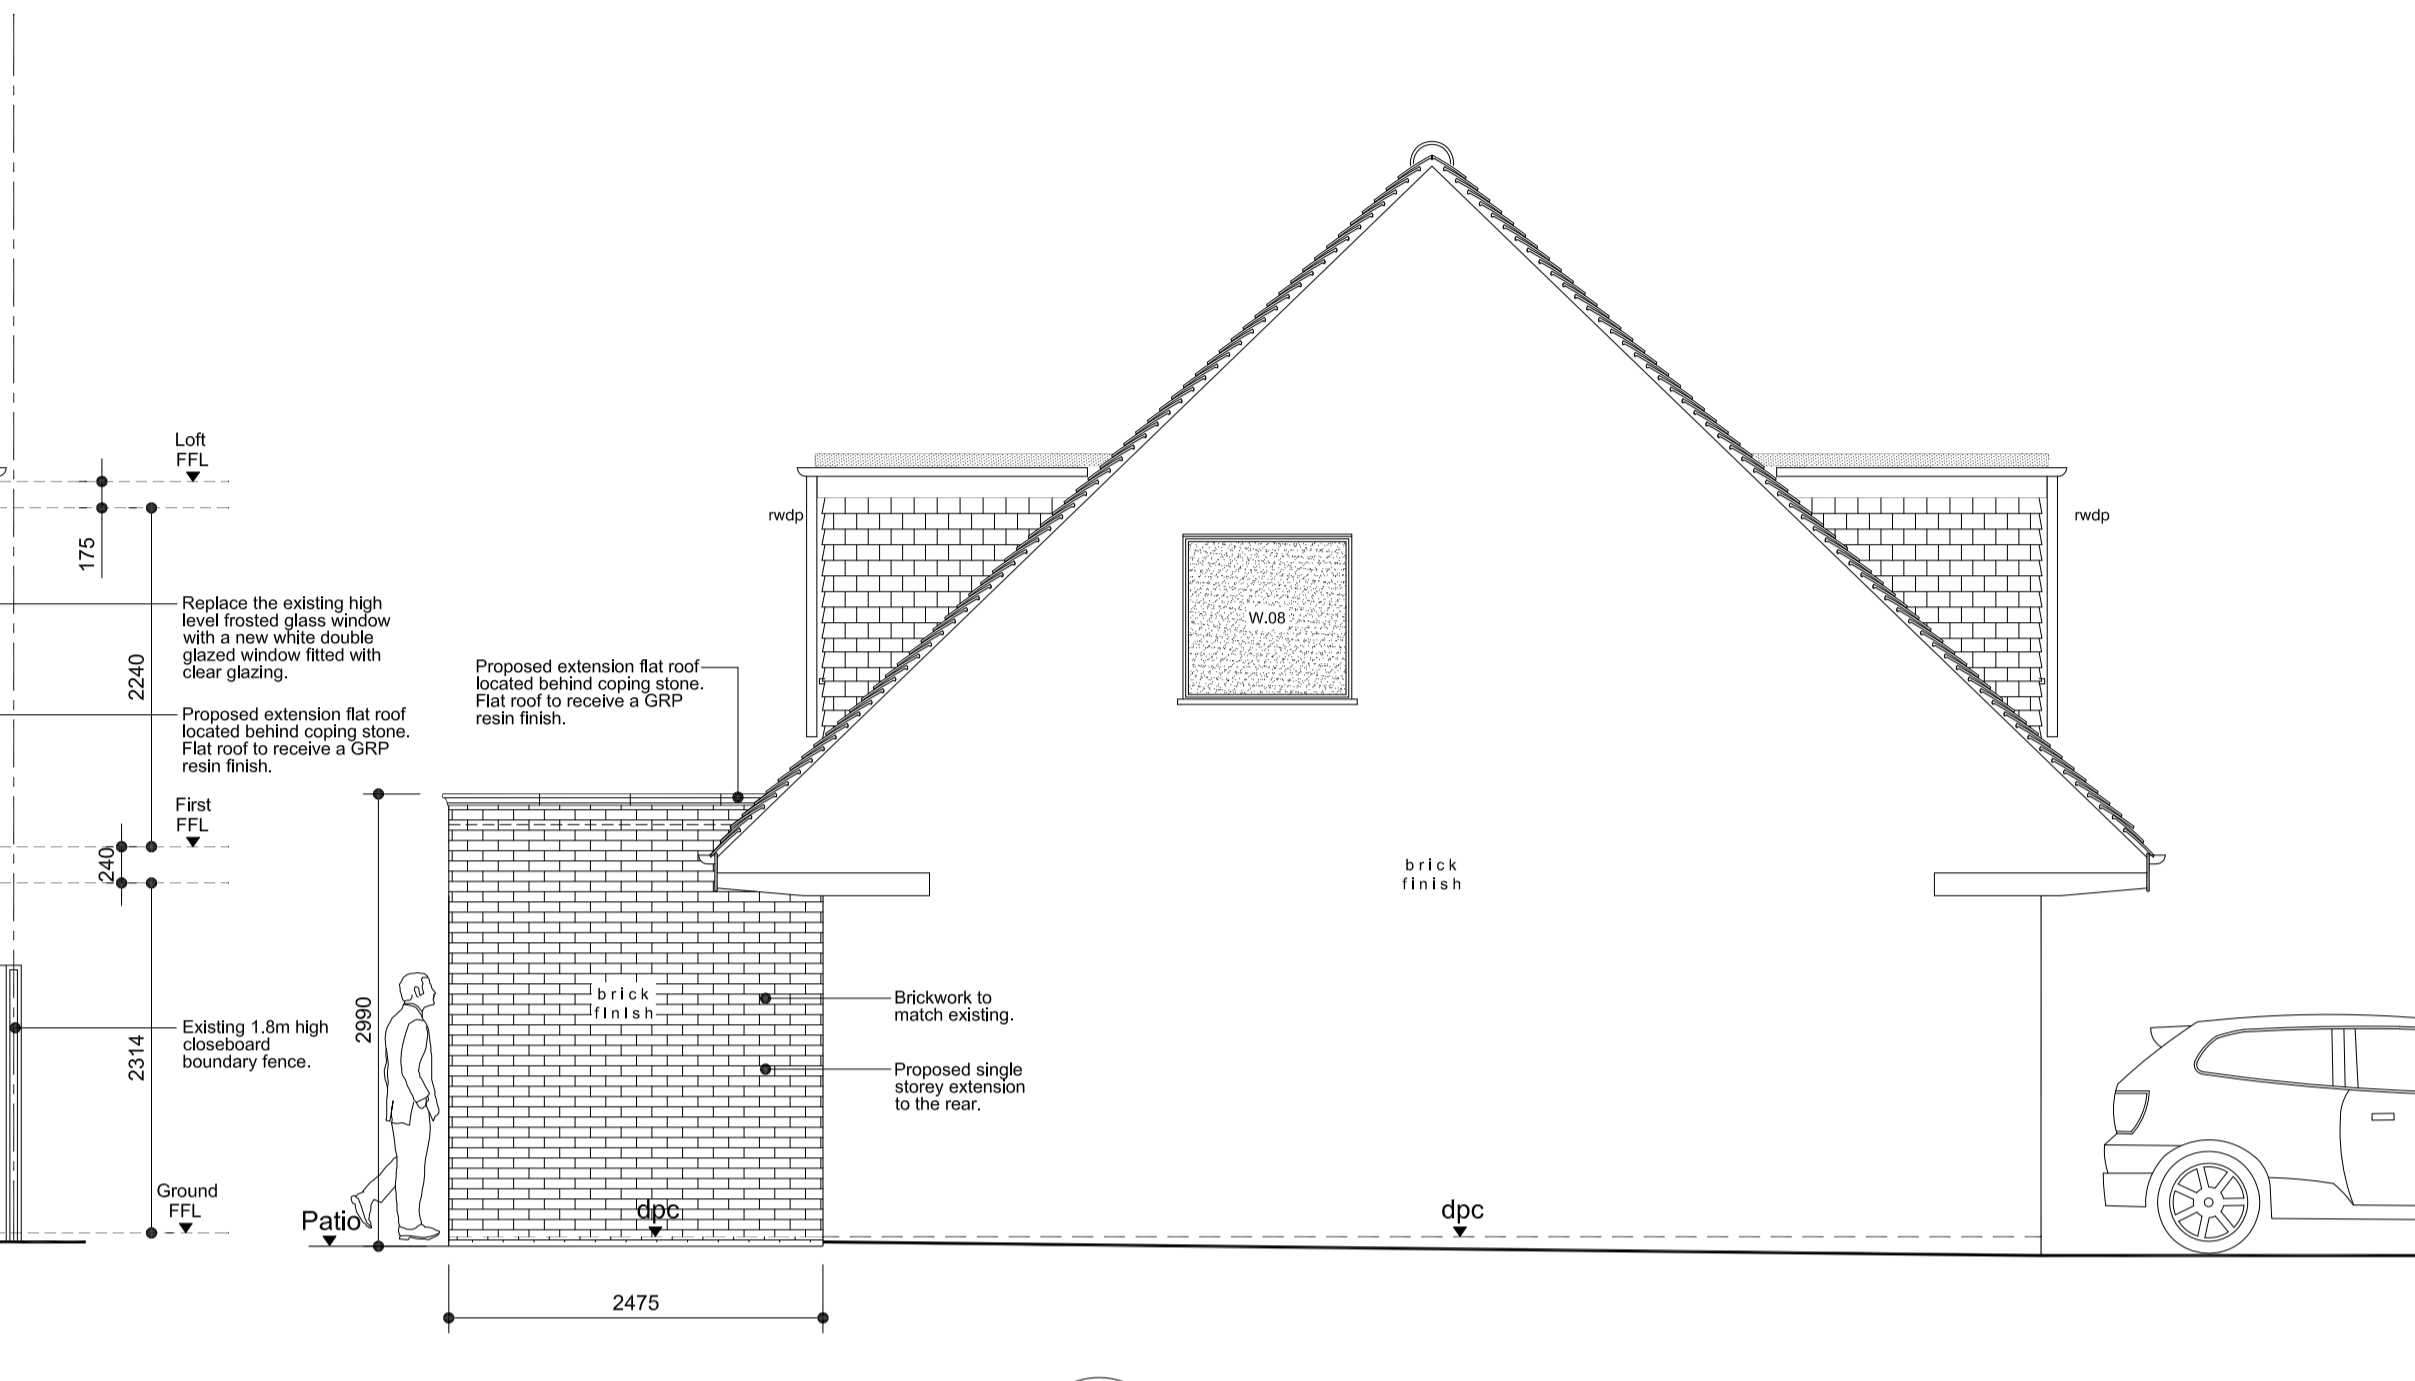 Loft
FFL
175
2240
Replace the existing high
level frosted glass window
with a new white double
glazed window fitted with
clear glazing.
Proposed extension flat roof
located behind coping stone.
Flat roof to receive a GRP
resin finish.
First
FFL
240
2314
Existing 1.8m high
closeboard
boundary fence.
Ground
FFL
Patio
2990
Proposed extension flat roof
located behind coping stone.
Flat roof to receive a GRP
resin finish.
rwdp
W.08
rwdp
brick
finish
brick
finish
Brickwork to
match existing.
Proposed single
storey extension
to the rear.
dpc
dpc
2475